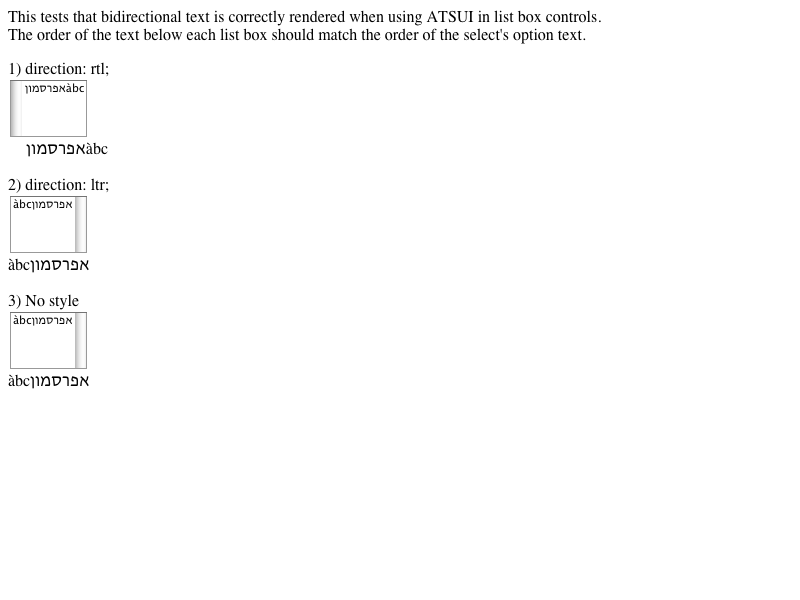 This tests that bidirectional text is correctly rendered when using ATSUI in list box controls.
The order of the text below each list box should match the order of the select's option text.
1) direction: rtl;
àbcאפרסמון
àbcאפרסמון
2) direction: ltr;
àbcאפרסמון
àbcאפרסמון
3) No style
àbcאפרסמון
àbcאפרסמון